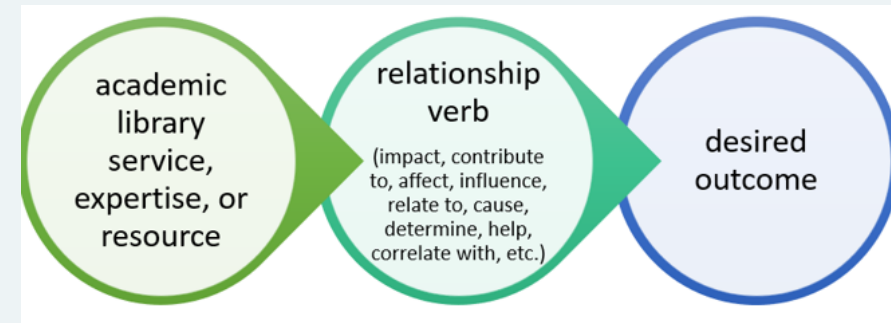 academic
library
service,
expertise, or
resource
relationship
verb
(impact, contribute
to, affect, influence,
relate to, cause,
determine, help,
correlate with, etc.)
desired
outcome